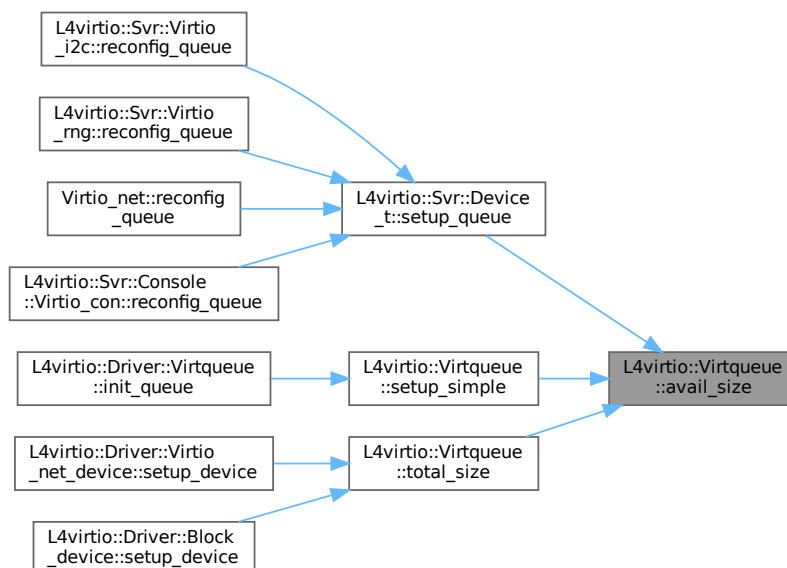 L4virtio::Svr::Virtio
_i2c::reconfig_queue
L4virtio::Svr::Virtio
_rng::reconfig_queue
Virtio_net::reconfig
_queue
L4virtio::Svr::Console
::Virtio_con::reconfig_queue
L4virtio::Svr::Device
_t::setup_queue
L4virtio::Driver::Virtqueue
::init_queue
L4virtio::Virtqueue
::setup_simple
L4virtio::Virtqueue
::avail_size
L4virtio::Driver::Virtio
_net_device::setup_device
L4virtio::Virtqueue
::total_size
L4virtio::Driver::Block
_device::setup_device